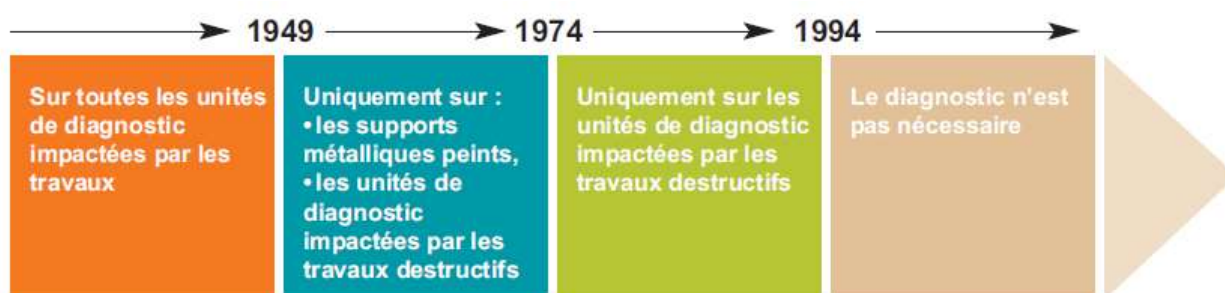 1949
1974
1994
Sur toutes les unités
de diagnostic
impactées par les
travaux
Uniquement sur :
•les supports
métalliques peints,
•les unités de
diagnostic
impactées par les
travaux destructifs
Uniquement sur les
unités de diagnostic
impactées par les
travaux destructifs
Le diagnostic n'est
pas nécessaire